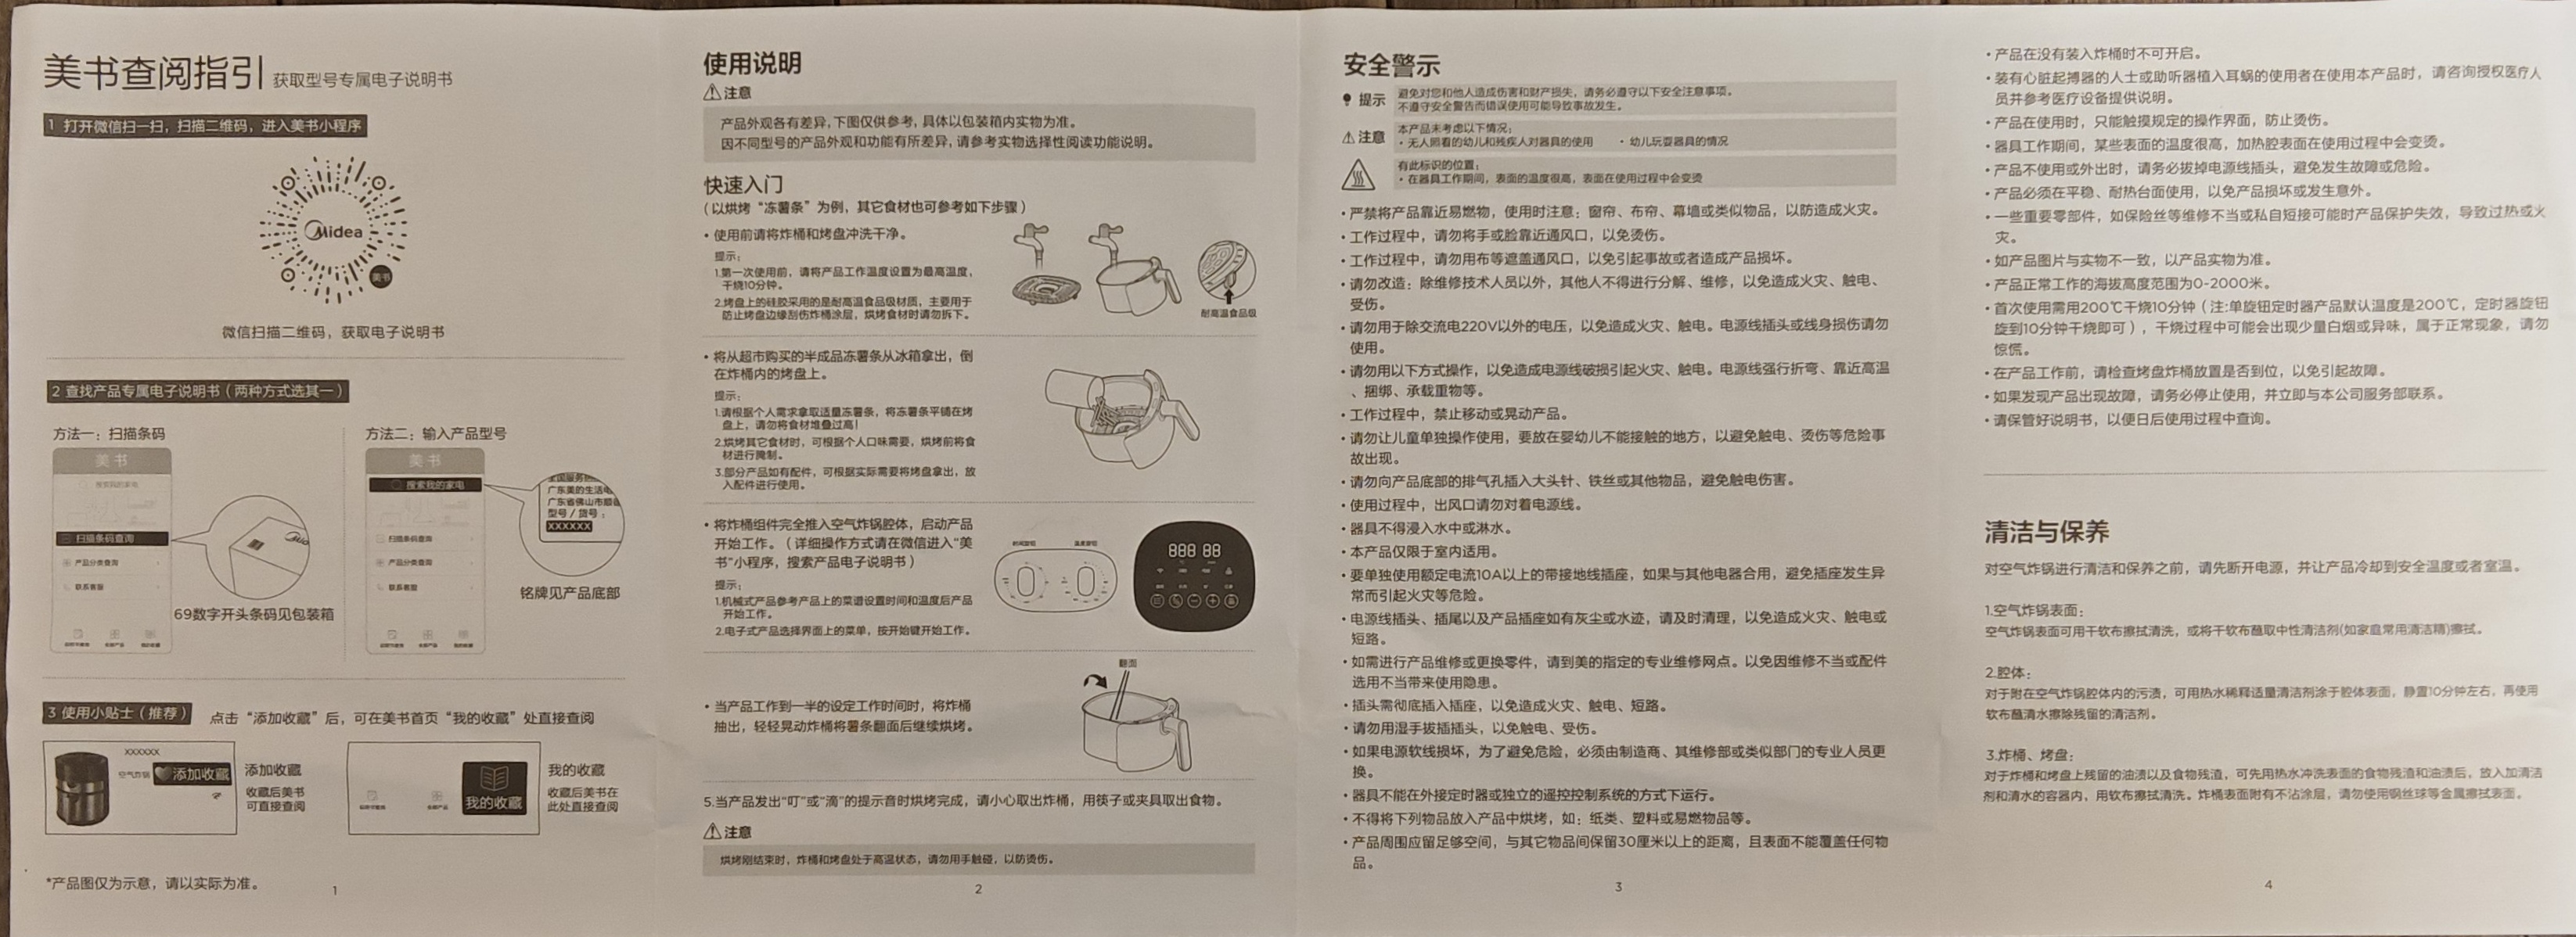 美书查阅指引 获取型号专属电子说明书
1 打开微信扫一扫，扫描二维码，进入美书小程序
Midea
美书
微信扫描二维码，获取电子说明书
2 查找产品专属电子说明书（两种方式选其一）
方法一：扫描条码
美书
搜索我的家电
扫描条码查询
产品分类查询
联系客服
69数字开头条码见包装箱
方法二：输入产品型号
美书
搜索我的家电
扫描条码查询
产品分类查询
联系客服
广东美的生活电
广东省佛山市顺德
型号/货号：
XXXXXX
铭牌见产品底部
3 使用小贴士（推荐） 点击“添加收藏”后，可在美书首页“我的收藏”处直接查阅
XXXXXX
空气炸锅 添加收藏
添加收藏
收藏后美书
可直接查阅
我的收藏
我的收藏
收藏后美书在
此处直接查阅
*产品图仅为示意，请以实际为准。
1
使用说明
注意
产品外观各有差异，下图仅供参考，具体以包装箱内实物为准。
因不同型号的产品外观和功能有所差异，请参考实物选择性阅读功能说明。
快速入门
（以烘烤“冻薯条”为例，其它食材也可参考如下步骤）
• 使用前请将炸桶和烤盘冲洗干净。
提示：
1.第一次使用前，请将产品工作温度设置为最高温度，
干烧10分钟。
2.烤盘上的硅胶采用的是耐高温食品级材质，主要用于
防止烤盘边缘刮伤炸桶涂层，烘烤食材时请勿拆下。
耐高温食品级
• 将从超市购买的半成品冻薯条从冰箱拿出，倒
在炸桶内的烤盘上。
提示：
1.请根据个人需求拿取适量冻薯条，将冻薯条平铺在烤
盘上，请勿将食材堆叠过高！
2.烘烤其它食材时，可根据个人口味需要，烘烤前将食
材进行腌制。
3.部分产品如有配件，可根据实际需要将烤盘拿出，放
入配件进行使用。
• 将炸桶组件完全推入空气炸锅腔体，启动产品
开始工作。（详细操作方式请在微信进入“美
书”小程序，搜索产品电子说明书）
提示：
1.机械式产品参考产品上的菜谱设置时间和温度后产品
开始工作。
2.电子式产品选择界面上的菜单，按开始键开始工作。
时间旋钮 温度旋钮
888 88
• 当产品工作到一半的设定工作时间时，将炸桶
抽出，轻轻晃动炸桶将薯条翻面后继续烘烤。
翻面
5.当产品发出“叮”或“滴”的提示音时烘烤完成，请小心取出炸桶，用筷子或夹具取出食物。
注意
烘烤刚结束时，炸桶和烤盘处于高温状态，请勿用手触碰，以防烫伤。
2
安全警示
提示 避免对您和他人造成伤害和财产损失，请务必遵守以下安全注意事项。
不遵守安全警告而错误使用可能导致事故发生。
注意 本产品未考虑以下情况：
• 无人照看的幼儿和残疾人对器具的使用 • 幼儿玩耍器具的情况
有此标识的位置：
• 在器具工作期间，表面的温度很高，表面在使用过程中会变烫
• 严禁将产品靠近易燃物，使用时注意：窗帘、布帘、幕墙或类似物品，以防造成火灾。
• 工作过程中，请勿将手或脸靠近通风口，以免烫伤。
• 工作过程中，请勿用布等遮盖通风口，以免引起事故或者造成产品损坏。
• 请勿改造：除维修技术人员以外，其他人不得进行分解、维修，以免造成火灾、触电、
受伤。
• 请勿用于除交流电220V以外的电压，以免造成火灾、触电。电源线插头或线身损伤请勿
使用。
• 请勿用以下方式操作，以免造成电源线破损引起火灾、触电。电源线强行折弯、靠近高温
、捆绑、承载重物等。
• 工作过程中，禁止移动或晃动产品。
• 请勿让儿童单独操作使用，要放在婴幼儿不能接触的地方，以避免触电、烫伤等危险事
故出现。
• 请勿向产品底部的排气孔插入大头针、铁丝或其他物品，避免触电伤害。
• 使用过程中，出风口请勿对着电源线。
• 器具不得浸入水中或淋水。
• 本产品仅限于室内适用。
• 要单独使用额定电流10A以上的带接地线插座，如果与其他电器合用，避免插座发生异
常而引起火灾等危险。
• 电源线插头、插尾以及产品插座如有灰尘或水迹，请及时清理，以免造成火灾、触电或
短路。
• 如需进行产品维修或更换零件，请到美的指定的专业维修网点。以免因维修不当或配件
选用不当带来使用隐患。
• 插头需彻底插入插座，以免造成火灾、触电、短路。
• 请勿用湿手拔插插头，以免触电、受伤。
• 如果电源软线损坏，为了避免危险，必须由制造商、其维修部或类似部门的专业人员更
换。
• 器具不能在外接定时器或独立的遥控控制系统的方式下运行。
• 不得将下列物品放入产品中烘烤，如：纸类、塑料或易燃物品等。
• 产品周围应留足够空间，与其它物品间保留30厘米以上的距离，且表面不能覆盖任何物
品。
3
• 产品在没有装入炸桶时不可开启。
• 装有心脏起搏器的人士或助听器植入耳蜗的使用者在使用本产品时，请咨询授权医疗人
员并参考医疗设备提供说明。
• 产品在使用时，只能触摸规定的操作界面，防止烫伤。
• 器具工作期间，某些表面的温度很高，加热腔表面在使用过程中会变烫。
• 产品不使用或外出时，请务必拔掉电源线插头，避免发生故障或危险。
• 产品必须在平稳、耐热台面使用，以免产品损坏或发生意外。
• 一些重要零部件，如保险丝等维修不当或私自短接可能时产品保护失效，导致过热或火
灾。
• 如产品图片与实物不一致，以产品实物为准。
• 产品正常工作的海拔高度范围为0-2000米。
• 首次使用需用200℃干烧10分钟（注：单旋钮定时器产品默认温度是200℃，定时器旋钮
旋到10分钟干烧即可），干烧过程中可能会出现少量白烟或异味，属于正常现象，请勿
惊慌。
• 在产品工作前，请检查烤盘炸桶放置是否到位，以免引起故障。
• 如果发现产品出现故障，请务必停止使用，并立即与本公司服务部联系。
• 请保管好说明书，以便日后使用过程中查询。
清洁与保养
对空气炸锅进行清洁和保养之前，请先断开电源，并让产品冷却到安全温度或者室温。
1.空气炸锅表面：
空气炸锅表面可用干软布擦拭清洗，或将干软布蘸取中性清洁剂(如家庭常用清洁精)擦拭。
2.腔体：
对于附在空气炸锅腔体内的污渍，可用热水稀释适量清洁剂涂于腔体表面，静置10分钟左右，再使用
软布蘸清水擦除残留的清洁剂。
3.炸桶、烤盘：
对于炸桶和烤盘上残留的油渍以及食物残渣，可先用热水冲洗表面的食物残渣和油渍后，放入加清洁
剂和清水的容器内，用软布擦拭清洗。炸桶表面附有不沾涂层，请勿使用钢丝球等金属擦拭表面。
4